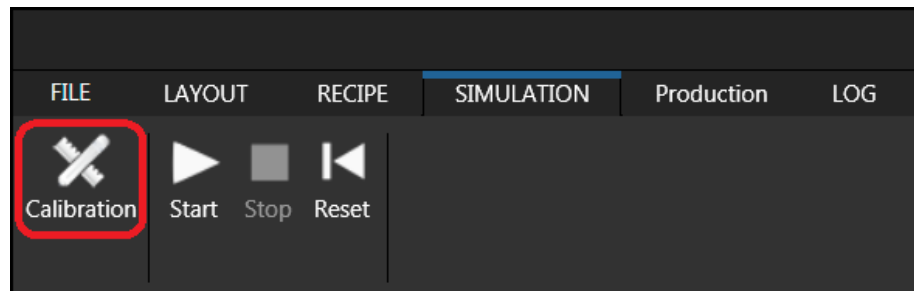 FILE LAYOUT RECIPE SIMULATION Production LOG
Calibration Start Stop Reset